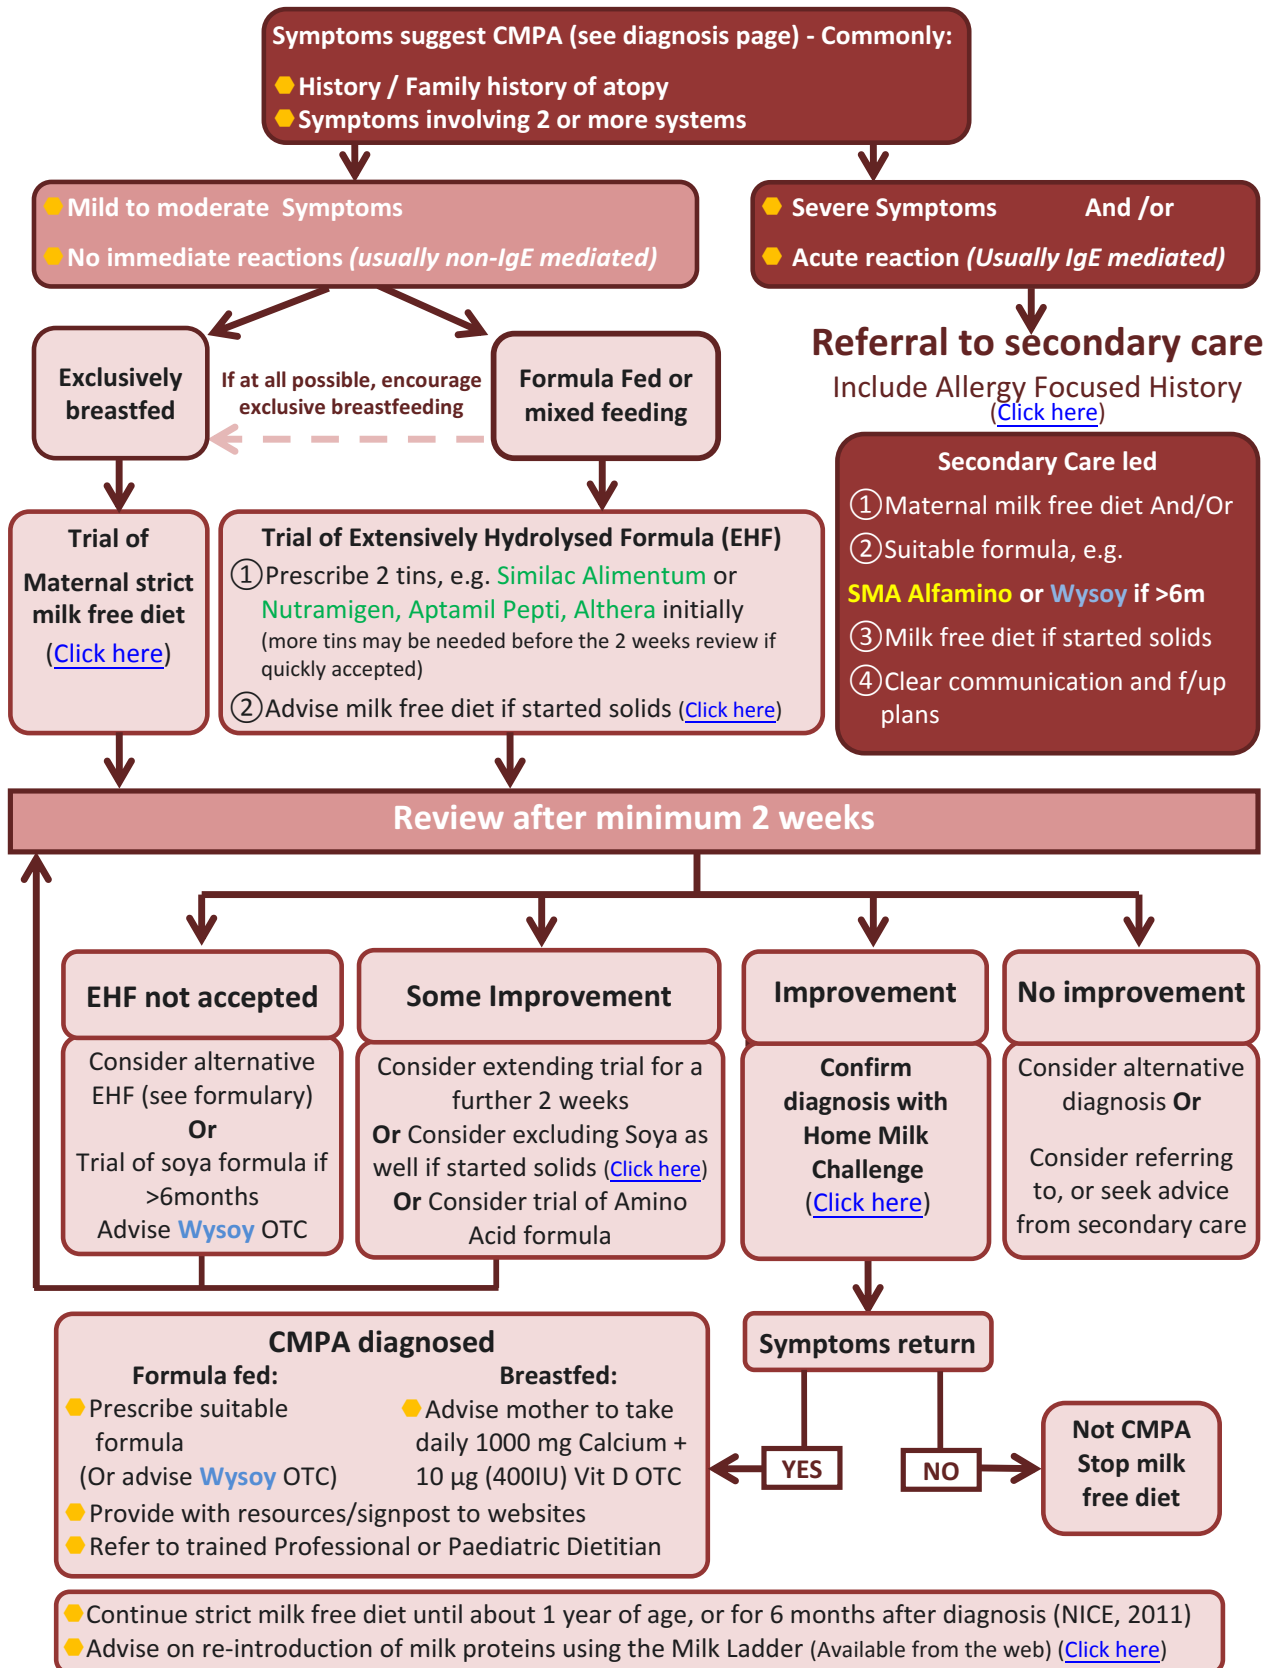 Symptoms suggest CMPA (see diagnosis page) - Commonly:
History / Family history of atopy
Symptoms involving 2 or more systems
Mild to moderate Symptoms
No immediate reactions (usually non-IgE mediated)
Severe Symptoms And /or
Acute reaction (Usually IgE mediated)
Exclusively
breastfed
If at all possible, encourage
exclusive breastfeeding
Formula Fed or
mixed feeding
Referral to secondary care
Include Allergy Focused History
(Click here)
Trial of
Maternal strict
milk free diet
(Click here)
Trial of Extensively Hydrolysed Formula (EHF)
①Prescribe 2 tins, e.g. Similac Alimentum or
Nutramigen, Aptamil Pepti, Althera initially
(more tins may be needed before the 2 weeks review if
quickly accepted)
②Advise milk free diet if started solids (Click here)
Secondary Care led
①Maternal milk free diet And/Or
②Suitable formula, e.g.
SMA Alfamino or Wysoy if >6m
③Milk free diet if started solids
④Clear communication and f/up
plans
Review after minimum 2 weeks
EHF not accepted
Consider alternative
EHF (see formulary)
Or
Trial of soya formula if
>6months
Advise Wysoy OTC
Some Improvement
Consider extending trial for a
further 2 weeks
Or Consider excluding Soya as
well if started solids (Click here)
Or Consider trial of Amino
Acid formula
Improvement
Confirm
diagnosis with
Home Milk
Challenge
(Click here)
No improvement
Consider alternative
diagnosis Or
Consider referring
to, or seek advice
from secondary care
Symptoms return
YES
NO
Not CMPA
Stop milk
free diet
CMPA diagnosed
Formula fed:
Prescribe suitable
formula
(Or advise Wysoy OTC)
Breastfed:
Advise mother to take
daily 1000 mg Calcium +
10 µg (400IU) Vit D OTC
Provide with resources/signpost to websites
Refer to trained Professional or Paediatric Dietitian
Continue strict milk free diet until about 1 year of age, or for 6 months after diagnosis (NICE, 2011)
Advise on re-introduction of milk proteins using the Milk Ladder (Available from the web) (Click here)